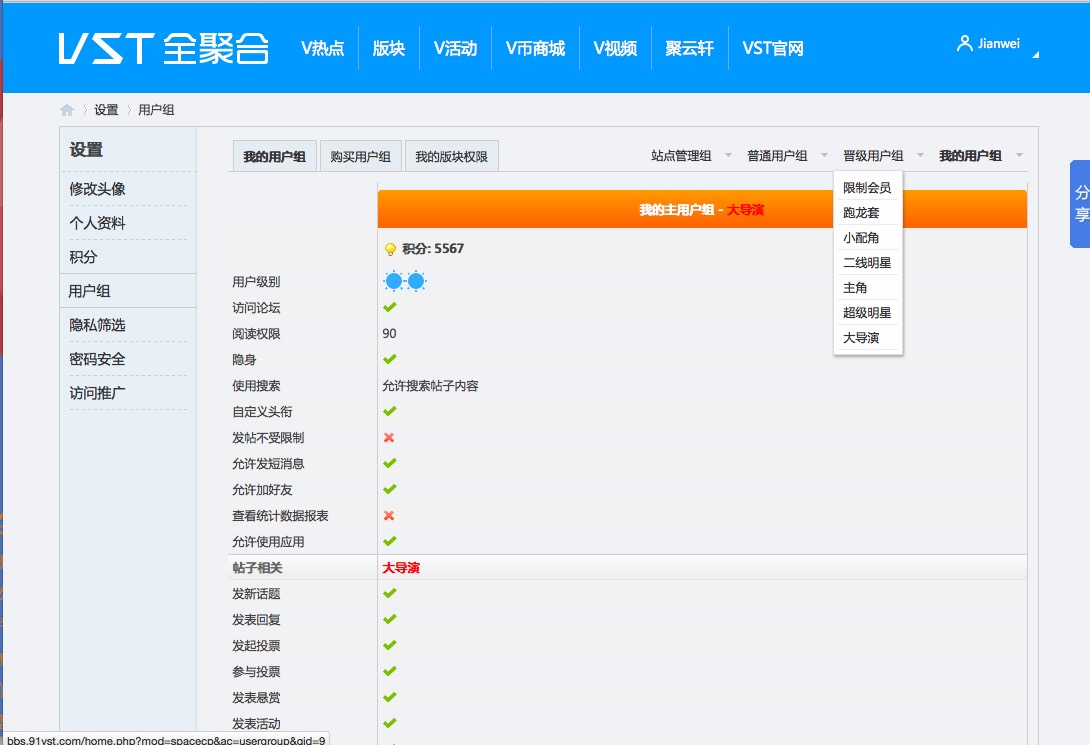 VST 全聚合 V热点 版块 V活动 V币商城 V视频 聚云轩 VST官网 Jianwei
设置 用户组
设置
修改头像
个人资料
积分
用户组
隐私筛选
密码安全
访问推广
我的用户组 购买用户组 我的版块权限 站点管理组 普通用户组 晋级用户组 我的用户组
限制会员
跑龙套
小配角
二线明星
主角
超级明星
大导演
分享
我的主用户组 - 大导演
积分: 5567
用户级别
访问论坛
阅读权限 90
隐身
使用搜索 允许搜索帖子内容
自定义头衔
发帖不受限制
允许发短消息
允许加好友
查看统计数据报表
允许使用应用
帖子相关 大导演
发新话题
发表回复
发起投票
参与投票
发表悬赏
发表活动
bbs.91vst.com/home.php?mod=spacecp&ac=usergroup&gid=9